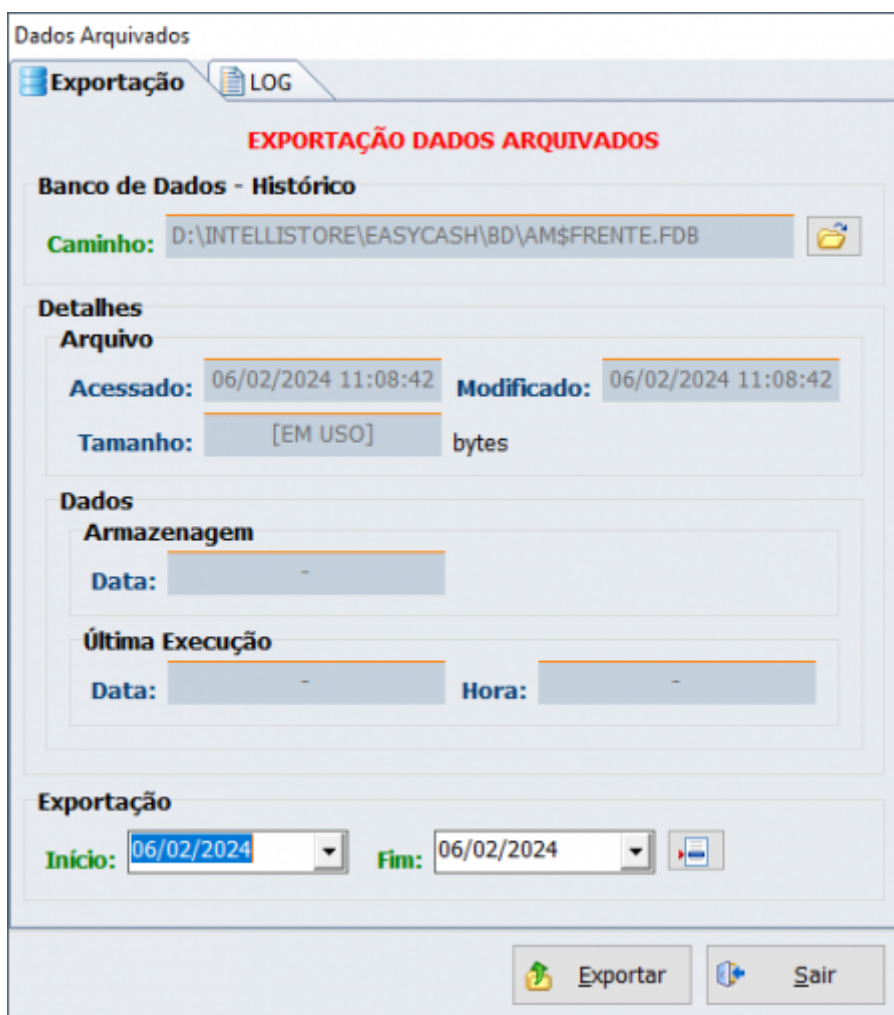 Dados Arquivados
Exportação LOG
EXPORTAÇÃO DADOS ARQUIVADOS
Banco de Dados - Histórico
Caminho: D:\INTELLISTORE\EASYCASH\BD\AM$FRENTE.FDB
Detalhes
Arquivo
Acessado: 06/02/2024 11:08:42 Modificado: 06/02/2024 11:08:42
Tamanho: [EM USO] bytes
Dados
Armazenagem
Data: -
Última Execução
Data: - Hora: -
Exportação
Início: 06/02/2024 Fim: 06/02/2024
Exportar Sair